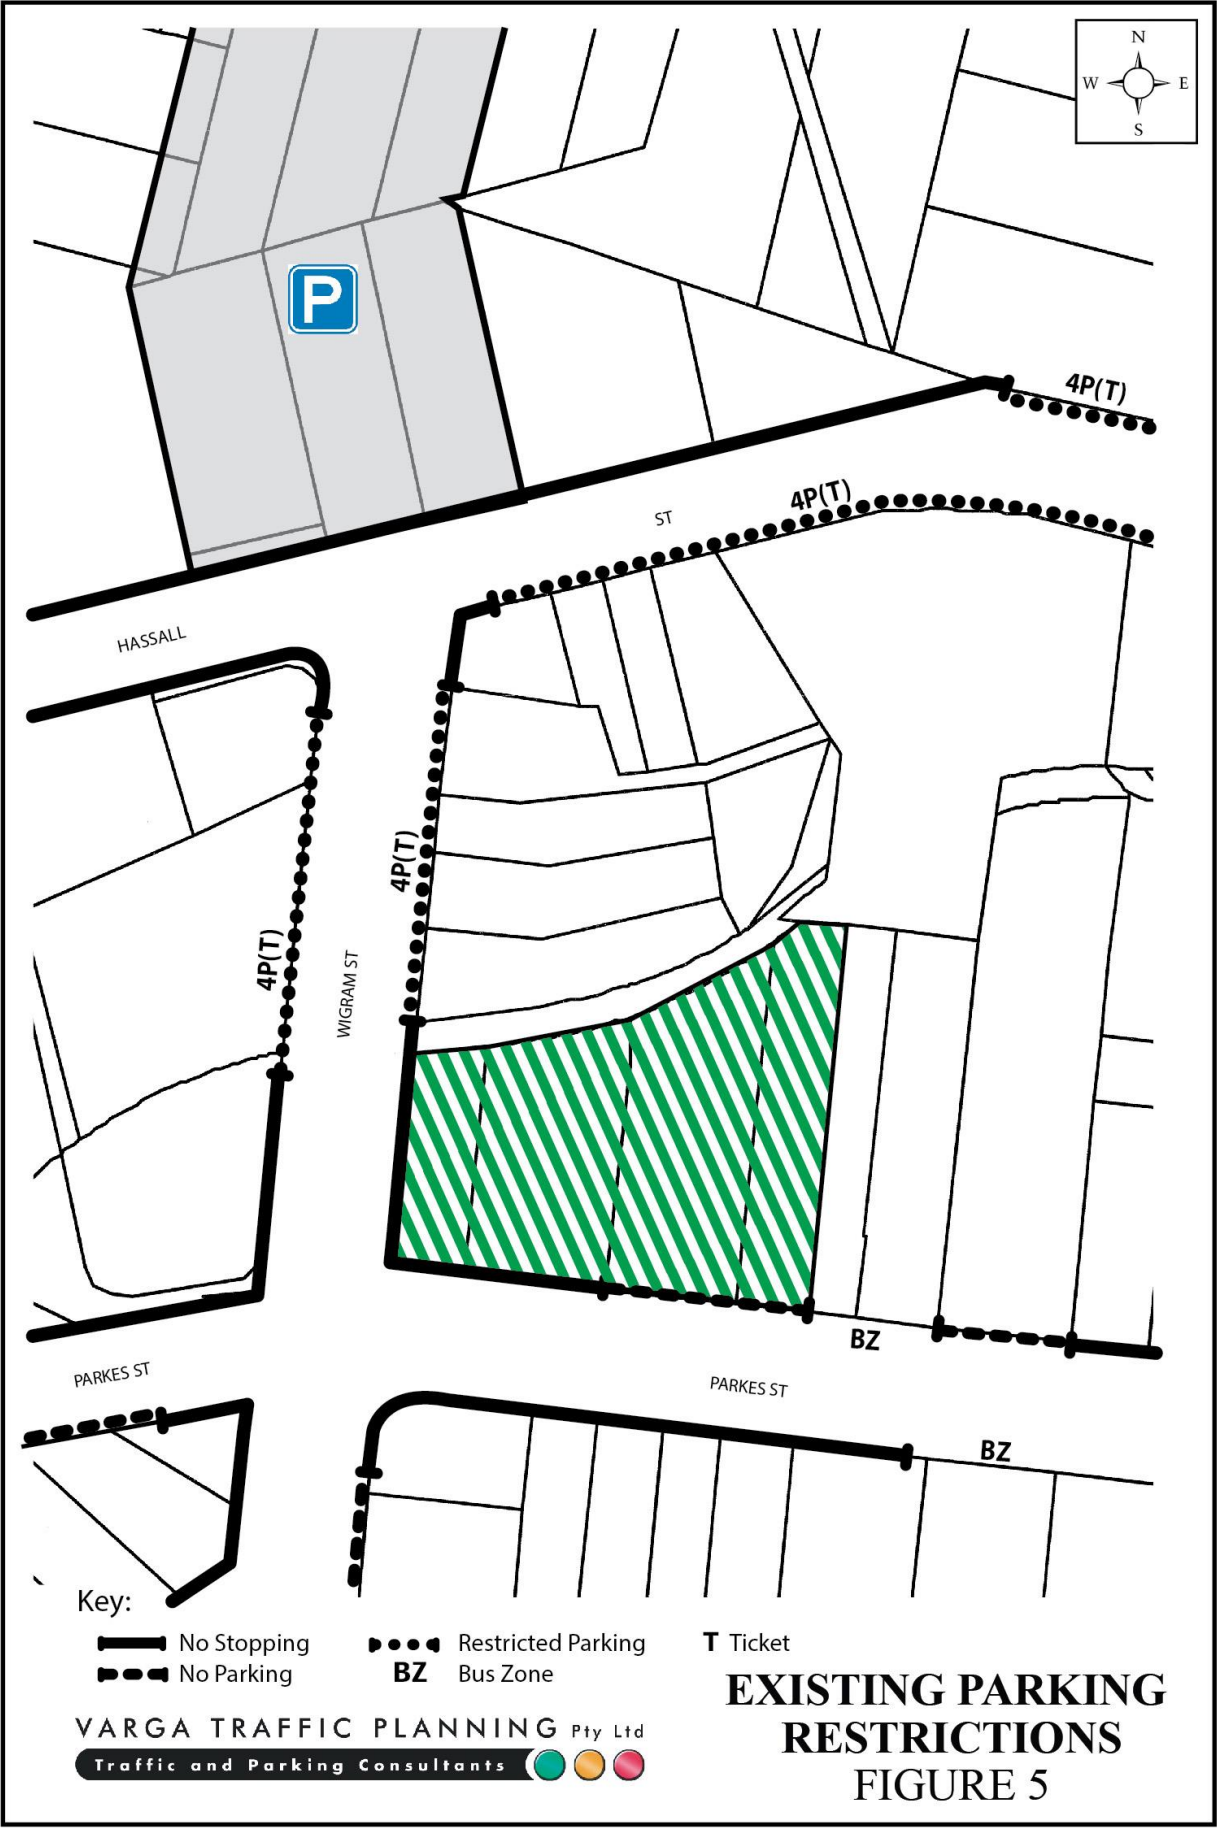 N
W E
S
P
4P(T)
4P(T)
ST
HASSALL
4P(T)
4P(T)
WIGRAM ST
BZ
PARKES ST
PARKES ST
BZ
Key:
No Stopping
Restricted Parking
T Ticket
No Parking
BZ Bus Zone
EXISTING PARKING
RESTRICTIONS
FIGURE 5
VARGA TRAFFIC PLANNING Pty Ltd
Traffic and Parking Consultants